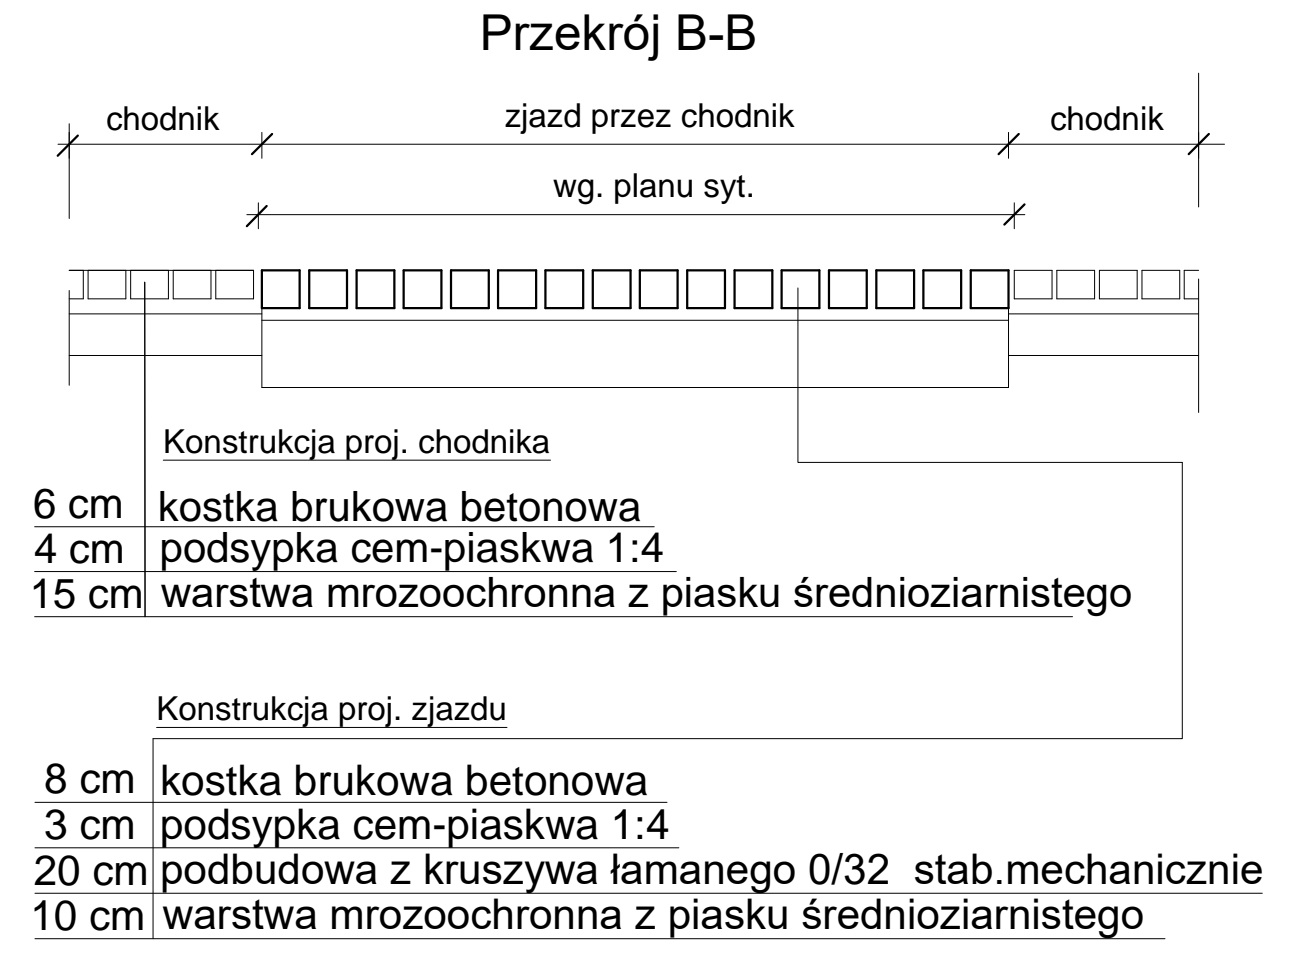 Przekrój B-B
chodnik
zjazd przez chodnik
chodnik
wg. planu syt.
Konstrukcja proj. chodnika
6 cm kostka brukowa betonowa
4 cm podsypka cem-piaskwa 1:4
15 cm warstwa mrozoochronna z piasku średnioziarnistego
Konstrukcja proj. zjazdu
8 cm kostka brukowa betonowa
3 cm podsypka cem-piaskwa 1:4
20 cm podbudowa z kruszywa łamanego 0/32 stab.mechanicznie
10 cm warstwa mrozoochronna z piasku średnioziarnistego